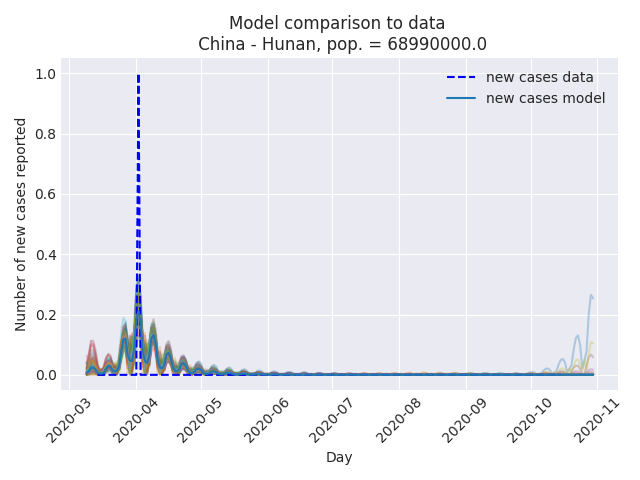 Model comparison to data
China - Hunan, pop. = 68990000.0
new cases data
new cases model
Number of new cases reported
1.0
0.8
0.6
0.4
0.2
0.0
2020-03
2020-04
2020-05
2020-06
2020-07
2020-08
2020-09
2020-10
2020-11
Day